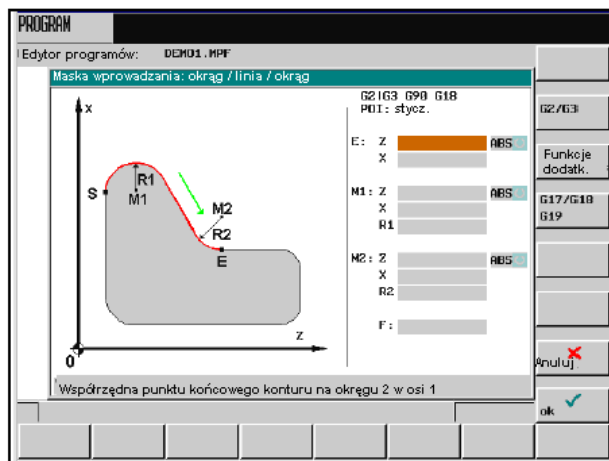 PROGRAM
Edytor programów: DEMO1.MPF
Maska wprowadzania: okrąg / linia / okrąg
G2|G3 G90 G18
POI: stycz.
E: Z ABS
X
M1: Z ABS
X
R1
M2: Z ABS
X
R2
F:
X
S
R1
M1
M2
R2
E
Z
0
Współrzędna punktu końcowego konturu na okręgu 2 w osi 1
G2/G3
Funkcje
dodatk.
G17/G18
G19
Anuluj
ok